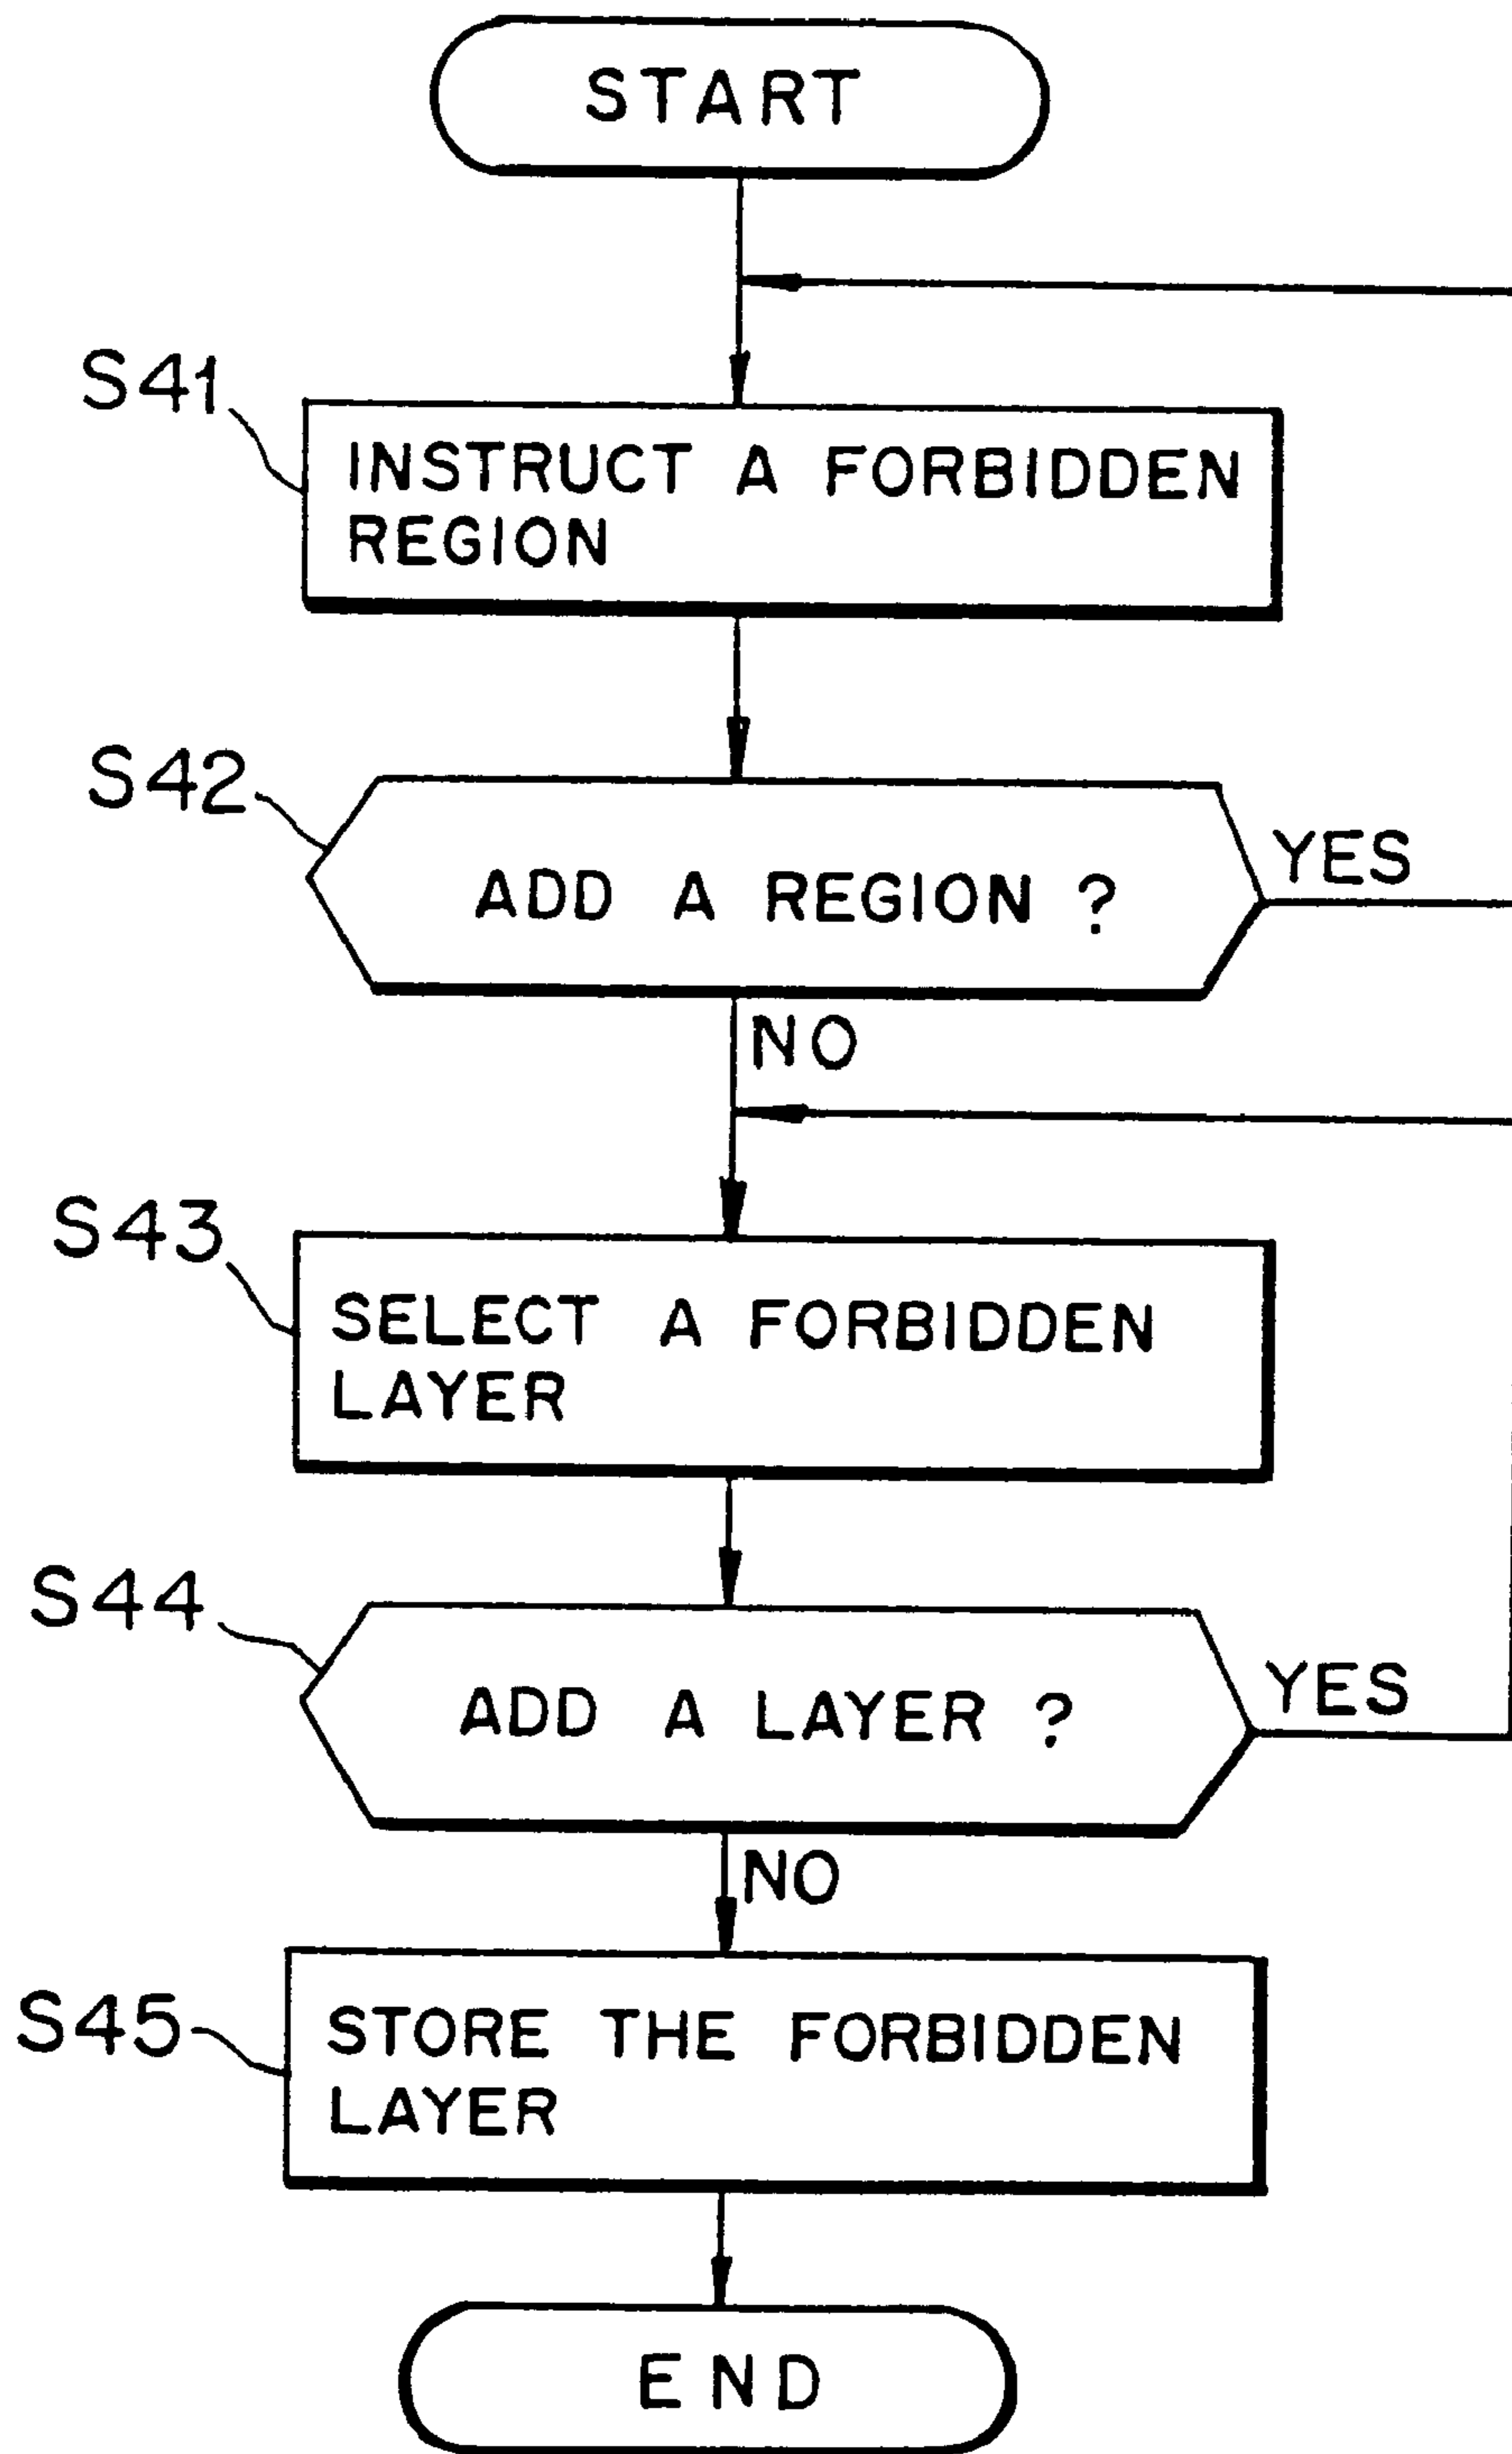 START
S41
INSTRUCT A FORBIDDEN
REGION
S42
ADD A REGION ?
YES
NO
S43
SELECT A FORBIDDEN
LAYER
S44
ADD A LAYER ?
YES
NO
S45
STORE THE FORBIDDEN
LAYER
END